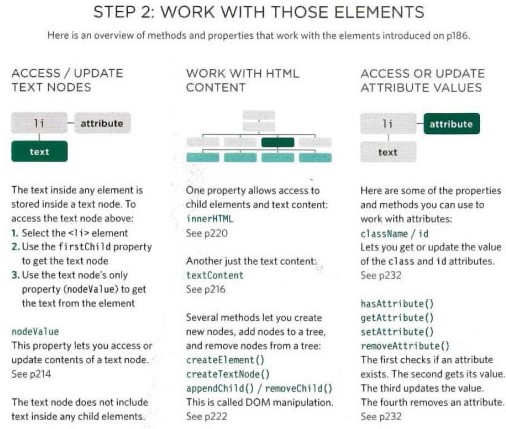 STEP 2: WORK WITH THOSE ELEMENTS
Here is an overview of methods and properties that work with the elements introduced on p186.
ACCESS / UPDATE
TEXT NODES
li
attribute
text
The text inside any element is
stored inside a text node. To
access the text node above:
1. Select the <li> element
2. Use the firstChild property
to get the text node
3. Use the text node's only
property (nodeValue) to get
the text from the element
nodeValue
This property lets you access or
update contents of a text node.
See p214
The text node does not include
text inside any child elements.
WORK WITH HTML
CONTENT
One property allows access to
child elements and text content:
innerHTML
See p220
Another just the text content:
textContent
See p216
Several methods let you create
new nodes, add nodes to a tree,
and remove nodes from a tree:
createElement()
createTextNode()
appendChild() / removeChild()
This is called DOM manipulation.
See p222
ACCESS OR UPDATE
ATTRIBUTE VALUES
li
attribute
text
Here are some of the properties
and methods you can use to
work with attributes:
className / id
Lets you get or update the value
of the class and id attributes.
See p232
hasAttribute()
getAttribute()
setAttribute()
removeAttribute()
The first checks if an attribute
exists. The second gets its value.
The third updates the value.
The fourth removes an attribute.
See p232